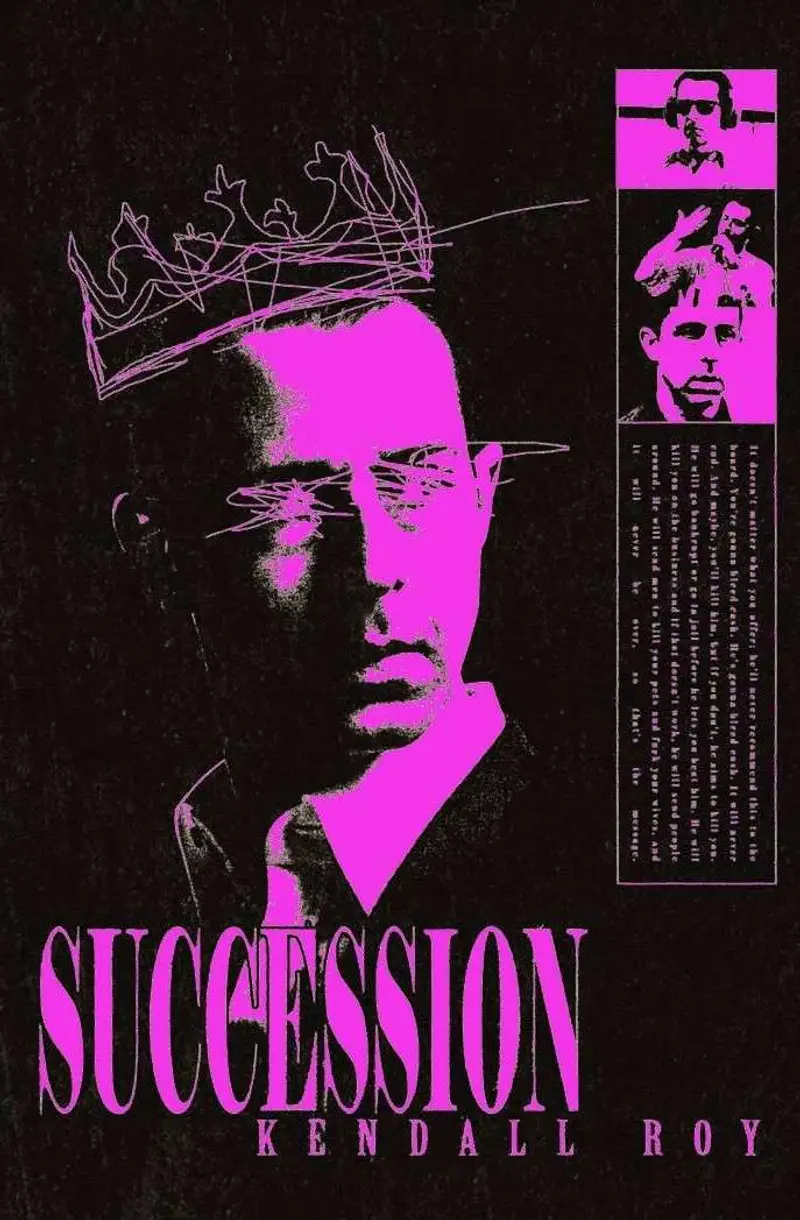 It doesn't matter what you offer; he'll never recommend this to the
board. You're gonna bleed cash. He's gonna bleed cash. It will never
end. And maybe, you'll kill him, but if you don't, he aims to kill you.
He will go bankrupt or go to jail before he lets you beat him. He will
kill you on the business and if that doesn't work, he will send people
around. He will send men to kill your pets and fuck your wives, and
it will never be over, so that's the message.
SUCCESSION
KENDALL ROY